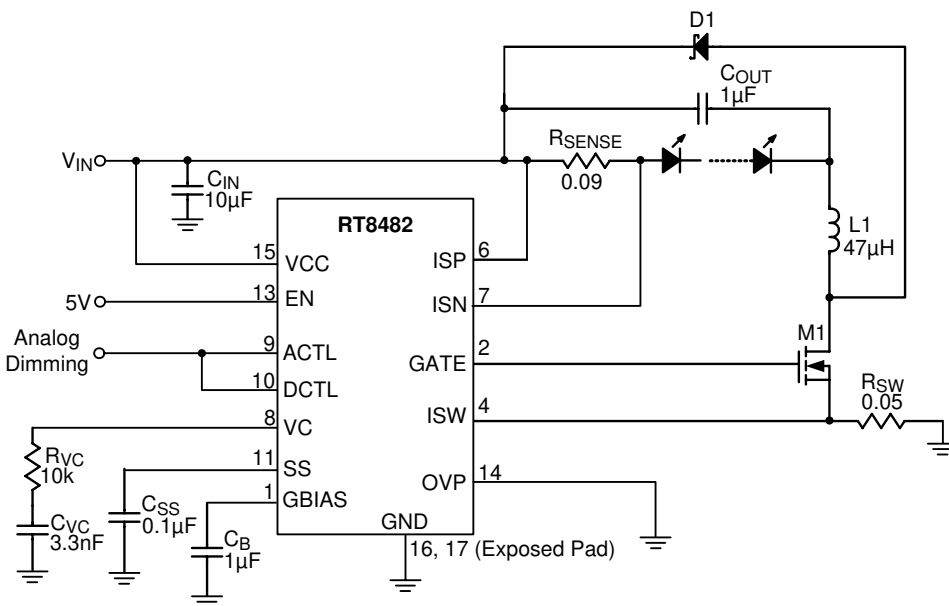 D1
COUT
1µF
RSENSE
0.09
VIN
CIN
10µF
RT8482
L1
47µH
15
VCC
ISP
6
5V
13
EN
ISN
7
M1
Analog
Dimming
9
ACTL
GATE
2
10
DCTL
RSW
0.05
8
VC
ISW
4
RVC
10k
11
SS
OVP
14
1
GBIAS
CSS
0.1µF
CVC
3.3nF
CB
1µF
GND
16, 17 (Exposed Pad)